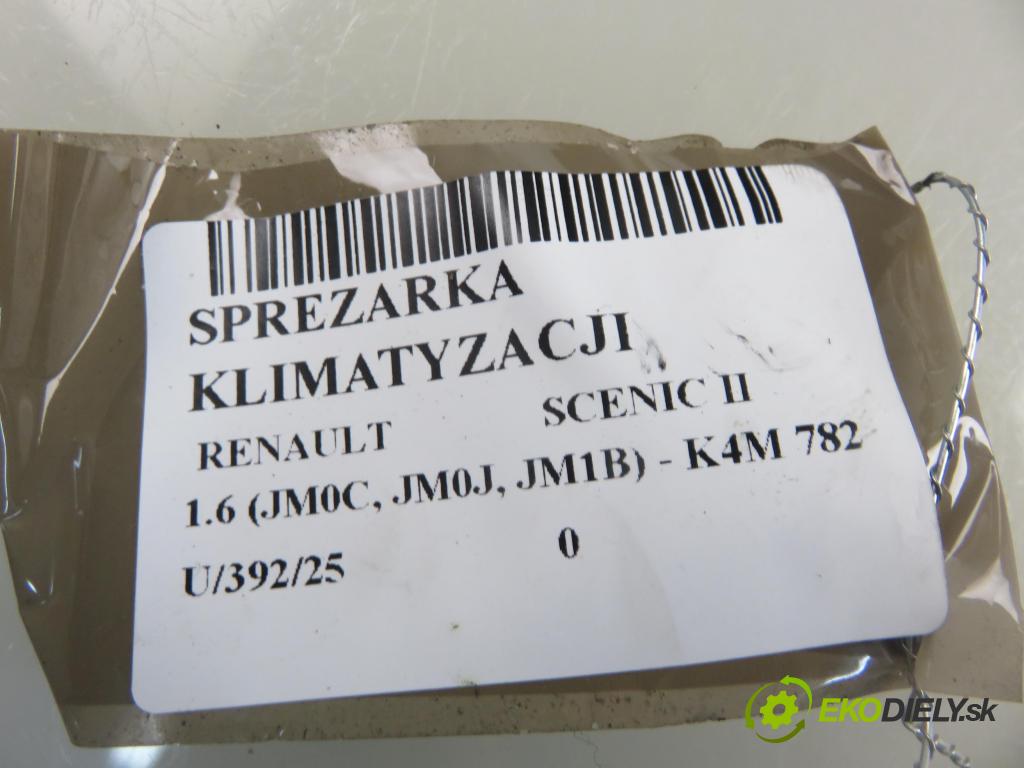 SPREZARKA
KLIMATYZACJI
RENAULT SCENIC II
1.6 (JM0C, JM0J, JM1B) - K4M 782
U/392/25 0
EKODIELY.sk